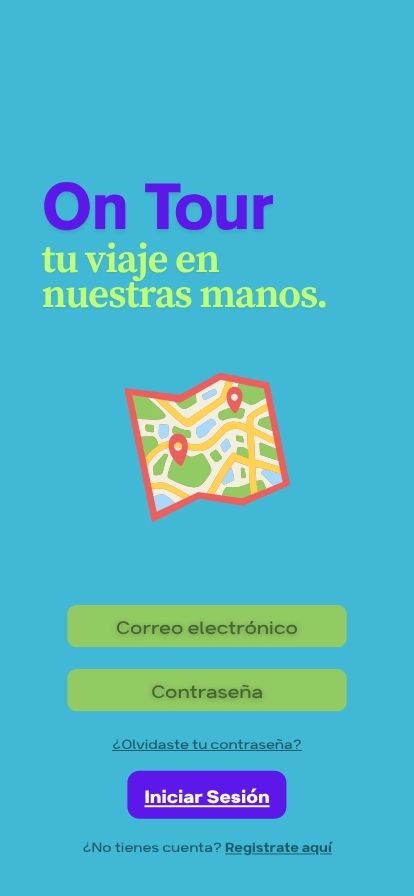 On Tour
tu viaje en
nuestras manos.
Correo electrónico
Contraseña
¿Olvidaste tu contraseña?
Iniciar Sesión
¿No tienes cuenta? Registrate aquí